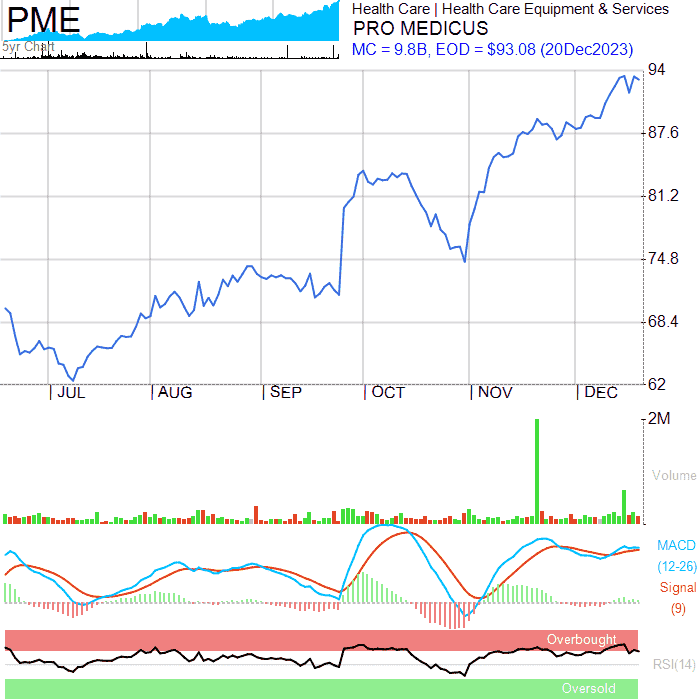 PME
5yr Chart
Health Care | Health Care Equipment & Services
PRO MEDICUS
MC = 9.8B, EOD = $93.08 (20Dec2023)
94
87.6
81.2
74.8
68.4
62
JUL
AUG
SEP
OCT
NOV
DEC
2M
Volume
MACD
(12-26)
Signal
(9)
Overbought
RSI(14)
Oversold